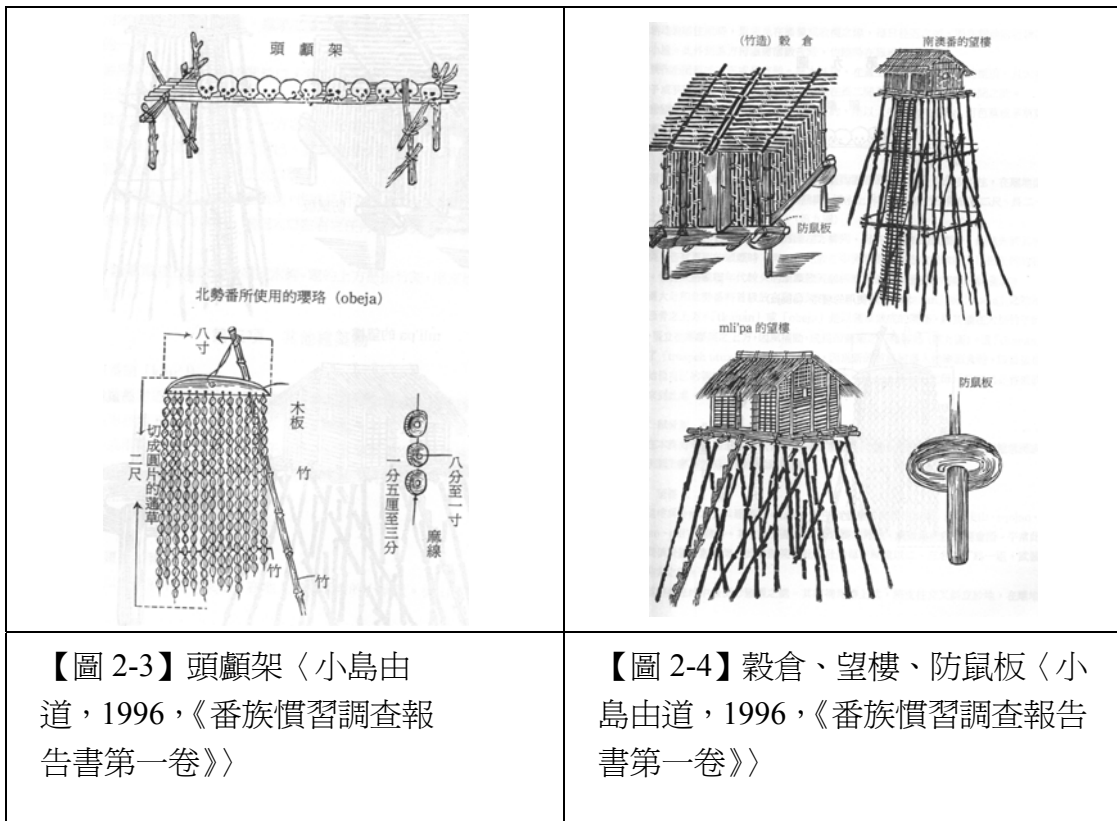 頭顱架
北勢番所使用的瓔珞 (obeja)
八寸
木板
切成圓片的蓪草
二尺
竹
竹
竹
八分至一寸
一分五厘至三分
麻線
【圖 2-3】頭顱架〈小島由
道，1996，《番族慣習調查報
告書第一卷》〉
(竹造) 穀倉
南澳番的望樓
防鼠板
mli'pa 的望樓
防鼠板
【圖 2-4】穀倉、望樓、防鼠板〈小
島由道，1996，《番族慣習調查報告
書第一卷》〉